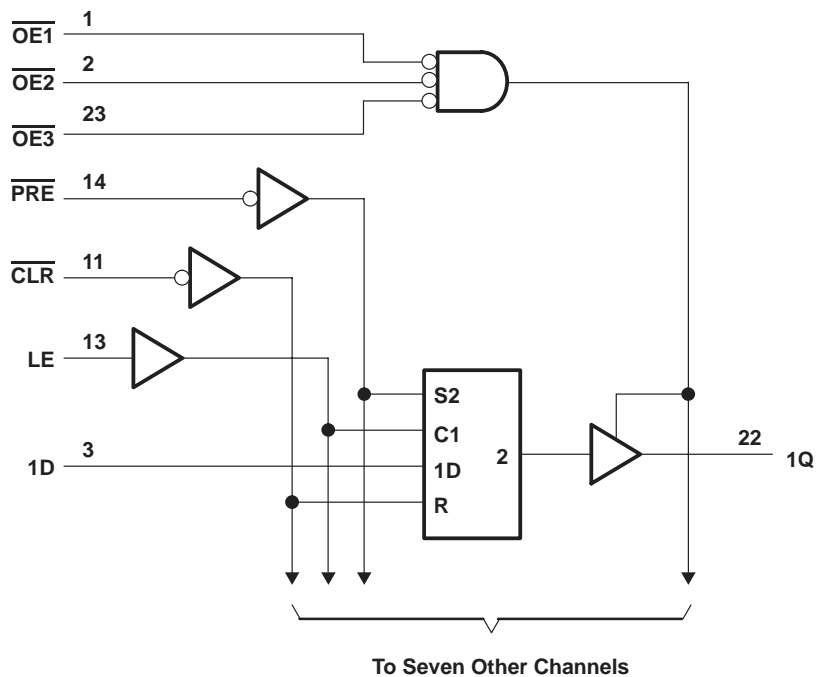 OE1 1
OE2 2
OE3 23
PRE 14
CLR 11
LE 13
1D 3
S2
C1
1D
R
2
22
1Q
To Seven Other Channels